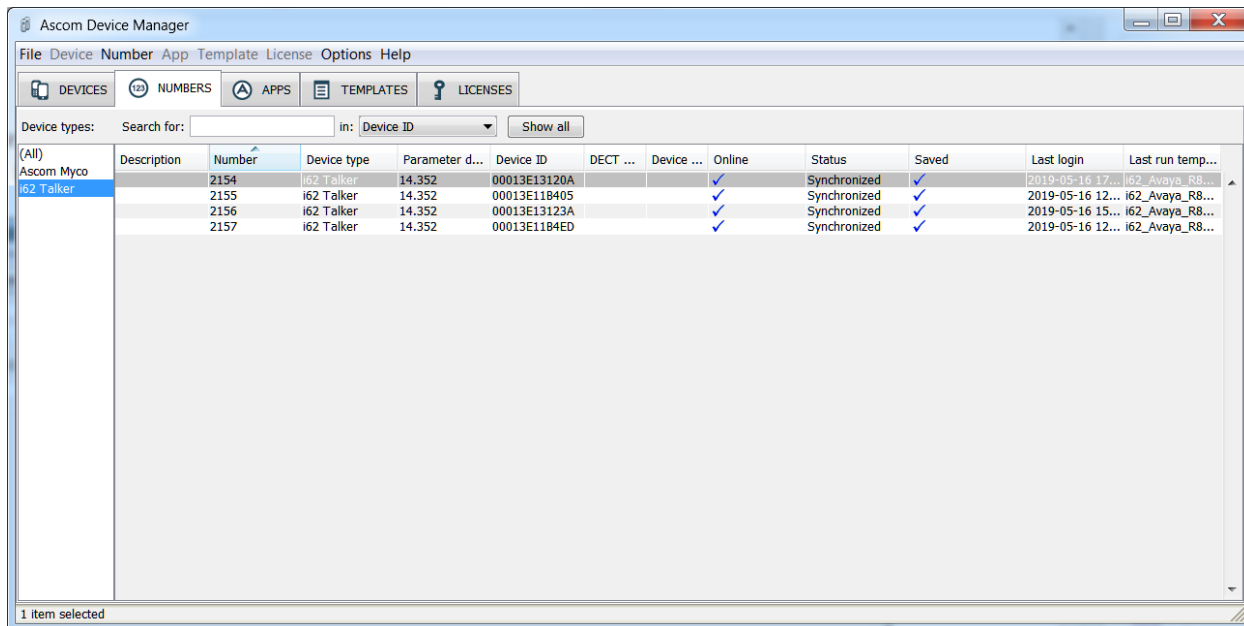 Ascom Device Manager
File Device Number App Template License Options Help
DEVICES 123 NUMBERS APPS TEMPLATES LICENSES
Device types: Search for: in: Device ID Show all
(All)
Ascom Myco
i62 Talker
Description Number Device type Parameter d... Device ID DECT ... Device ... Online Status Saved Last login Last run temp...
2154 i62 Talker 14.352 00013E13120A ✓ Synchronized ✓ 2019-05-16 17... i62_Avaya_R8...
2155 i62 Talker 14.352 00013E11B405 ✓ Synchronized ✓ 2019-05-16 12... i62_Avaya_R8...
2156 i62 Talker 14.352 00013E13123A ✓ Synchronized ✓ 2019-05-16 15... i62_Avaya_R8...
2157 i62 Talker 14.352 00013E11B4ED ✓ Synchronized ✓ 2019-05-16 12... i62_Avaya_R8...
1 item selected